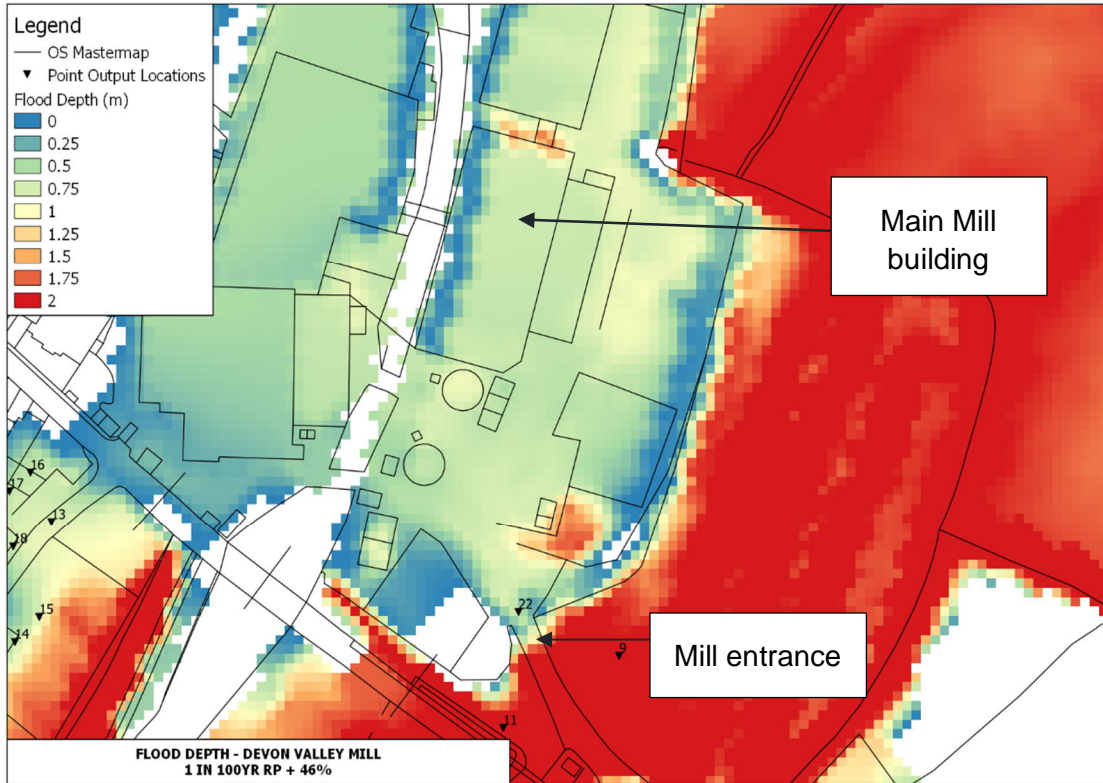 Legend
OS Mastermap
Point Output Locations
Flood Depth (m)
0
0.25
0.5
0.75
1
1.25
1.5
1.75
2
Main Mill
building
16
17
13
18
15
14
22
Mill entrance
9
11
FLOOD DEPTH - DEVON VALLEY MILL
1 IN 100YR RP + 46%